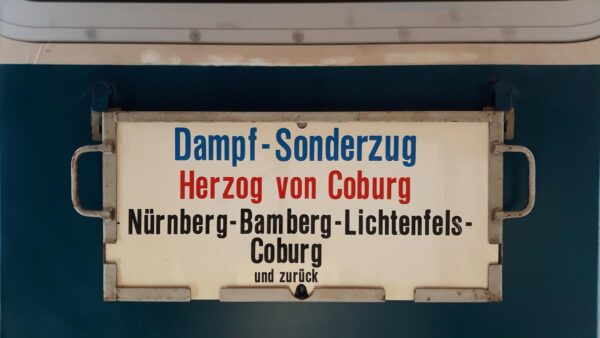 Dampf-Sonderzug
Herzog von Coburg
Nürnberg-Bamberg-Lichtenfels-
Coburg
und zurück